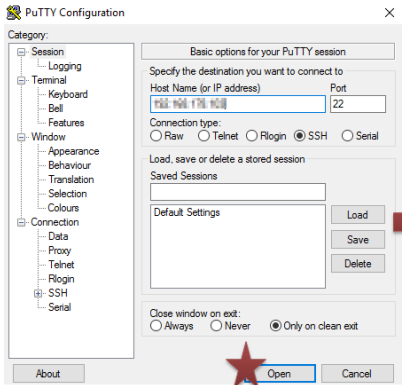 PuTTY Configuration
Category:
Session
Logging
Terminal
Keyboard
Bell
Features
Window
Appearance
Behaviour
Translation
Selection
Colours
Connection
Data
Proxy
Telnet
Rlogin
SSH
Serial
Basic options for your PuTTY session
Specify the destination you want to connect to
Host Name (or IP address) Port
22
Connection type:
Raw Telnet Rlogin SSH Serial
Load, save or delete a stored session
Saved Sessions
Default Settings
Load
Save
Delete
Close window on exit:
Always Never Only on clean exit
About Open Cancel